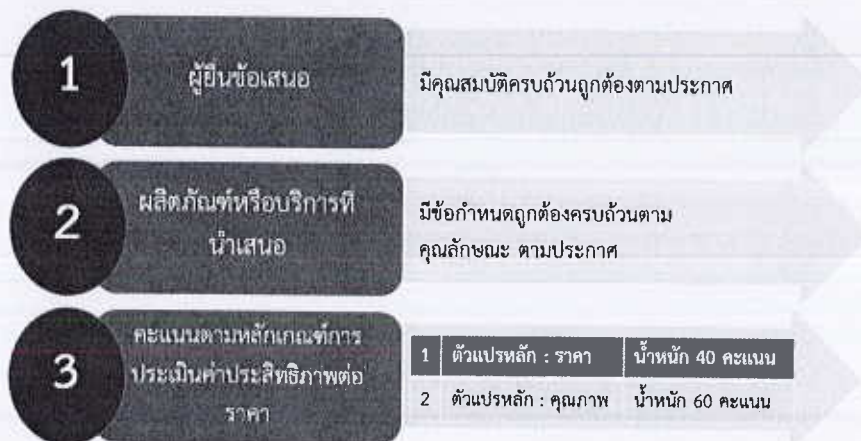 1
ผู้ยื่นข้อเสนอ
มีคุณสมบัติครบถ้วนถูกต้องตามประกาศ
2
ผลิตภัณฑ์หรือบริการที่
นำเสนอ
มีข้อกำหนดถูกต้องครบถ้วนตาม
คุณลักษณะ ตามประกาศ
3
คะแนนตามหลักเกณฑ์การ
ประเมินค่าประสิทธิภาพต่อ
ราคา
1 ตัวแปรหลัก : ราคา น้ำหนัก 40 คะแนน
2 ตัวแปรหลัก : คุณภาพ น้ำหนัก 60 คะแนน